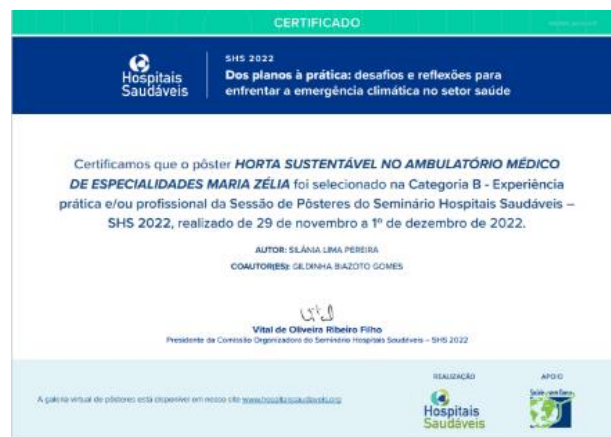 CERTIFICADO
Hospitais
Saudáveis
SHS 2022
Dos planos à prática: desafios e reflexões para
enfrentar a emergência climática no setor saúde
Certificamos que o pôster HORTA SUSTENTÁVEL NO AMBULATÓRIO MÉDICO
DE ESPECIALIDADES MARIA ZÉLIA foi selecionado na Categoria B - Experiência
prática e/ou profissional da Sessão de Pôsteres do Seminário Hospitais Saudáveis –
SHS 2022, realizado de 29 de novembro a 1º de dezembro de 2022.
AUTOR: SILÂNIA LIMA PEREIRA
COAUTOR(ES): GILDINHA BIAZOTO GOMES
Vital de Oliveira Ribeiro Filho
Presidente da Comissão Organizadora do Seminário Hospitais Saudáveis – SHS 2022
A galeria virtual de pôsteres está disponível em nosso site www.hospitaissaudaveis.org
REALIZAÇÃO
Hospitais
Saudáveis
APOIO